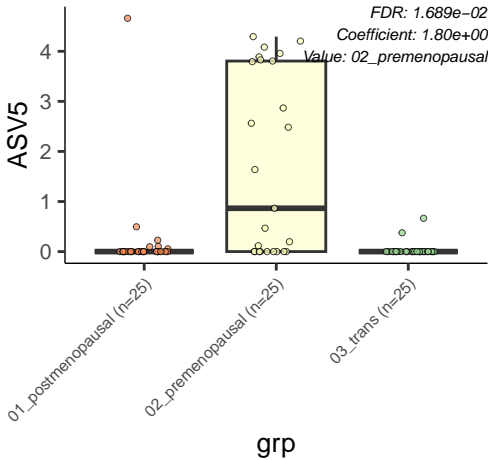 FDR: 1.689e−02
Coefficient: 1.80e+00
Value: 02_premenopausal
ASV5
4
3
2
1
0
01_postmenopausal (n=25)
02_premenopausal (n=25)
03_trans (n=25)
grp